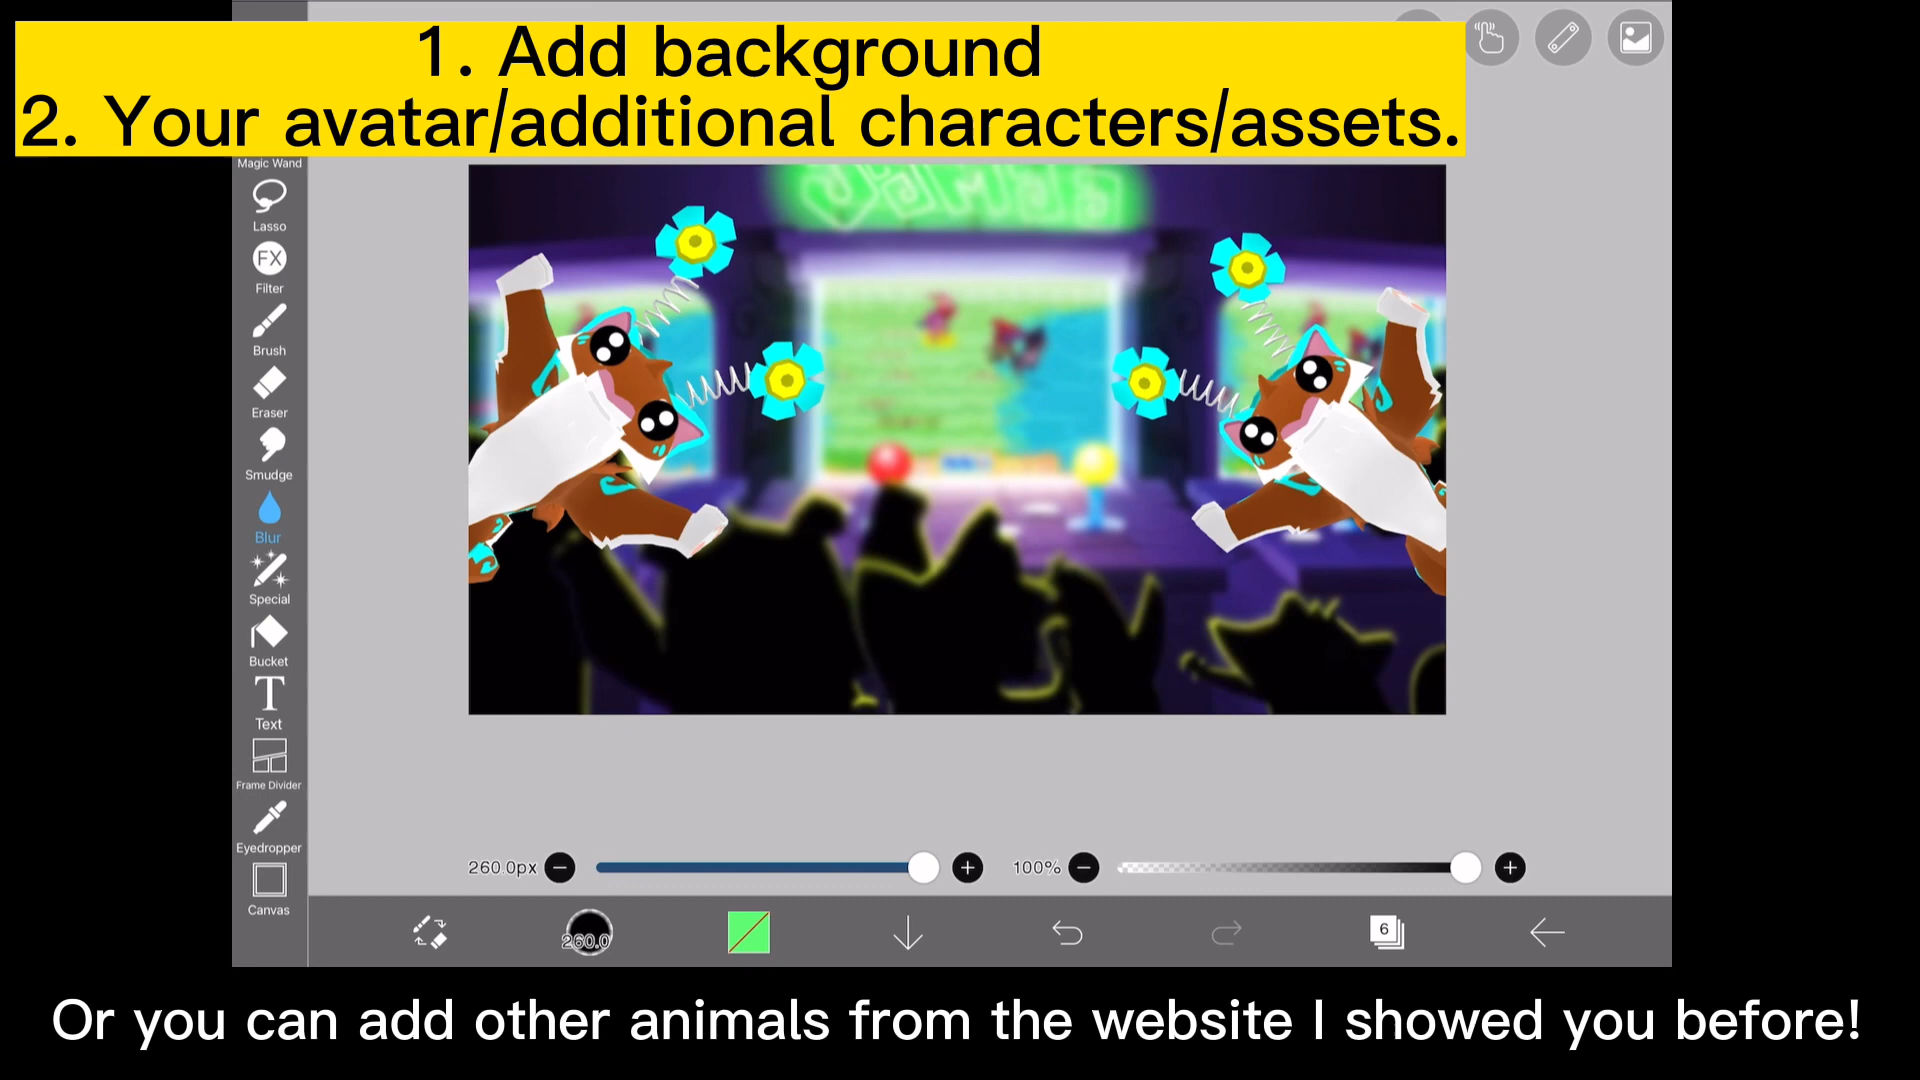 1. Add background
2. Your avatar/additional characters/assets.
Magic Wand
Lasso
FX
Filter
Brush
Eraser
Smudge
Blur
Special
Bucket
T
Text
Frame Divider
Eyedropper
Canvas
JAMAA
260.0px
100%
260.0
6
Or you can add other animals from the website I showed you before!